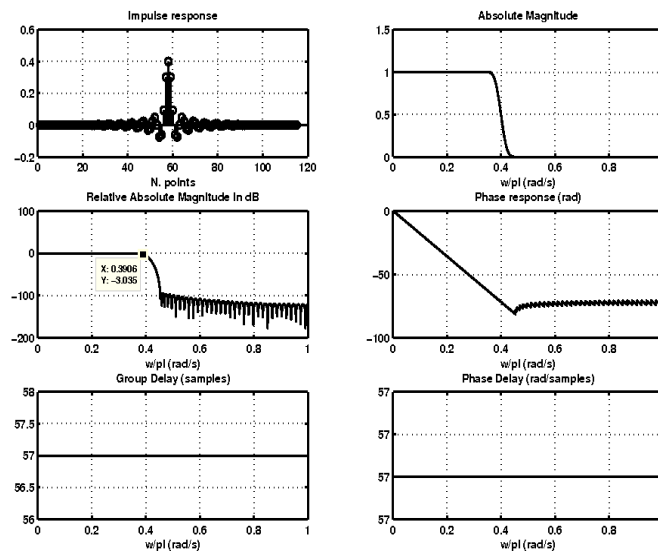 Impulse response
0.6
0.4
0.2
0
−0.2
0 20 40 60 80 100 120
N. points
Absolute Magnitude
1.5
1
0.5
0
0 0.2 0.4 0.6 0.8 1
w/pi (rad/s)
Relative Absolute Magnitude in dB
100
0
−100
−200
X: 0.3906
Y: −3.035
0 0.2 0.4 0.6 0.8 1
w/pi (rad/s)
Phase response (rad)
0
−50
−100
0 0.2 0.4 0.6 0.8 1
w/pi (rad/s)
Group Delay (samples)
58
57.5
57
56.5
56
0 0.2 0.4 0.6 0.8 1
w/pi (rad/s)
Phase Delay (rad/samples)
57
57
57
57
0 0.2 0.4 0.6 0.8 1
w/pi (rad/s)